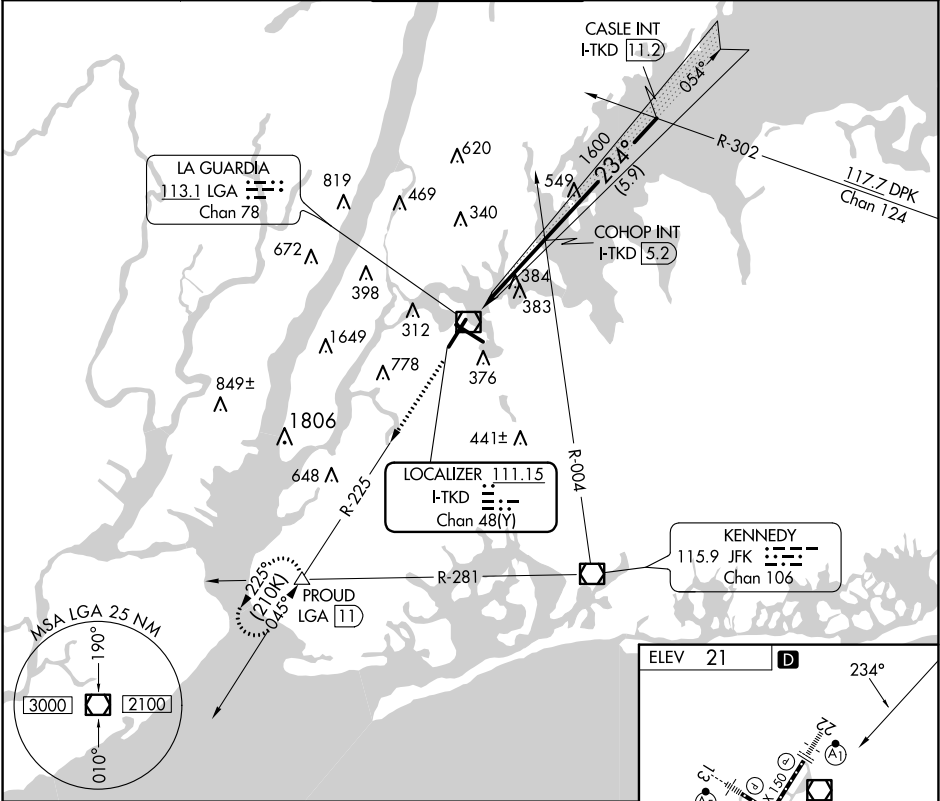 CASLE INT
I-TKD 11.2
054°
R-302
117.7 DPK
Chan 124
1600
234°
(5.9)
549
620
LA GUARDIA
113.1 LGA
Chan 78
819
469
340
COHOP INT
I-TKD 5.2
672
398
384
383
312
1649
778
376
849±
1806
441±
648
R-225
LOCALIZER 111.15
I-TKD
Chan 48(Y)
R-004
KENNEDY
115.9 JFK
Chan 106
R-281
225°
(210K)
045°
PROUD
LGA 11
MSA LGA 25 NM
190°
3000
2100
010°
ELEV 21
D
234°
22
A1
P
X 150
P
13